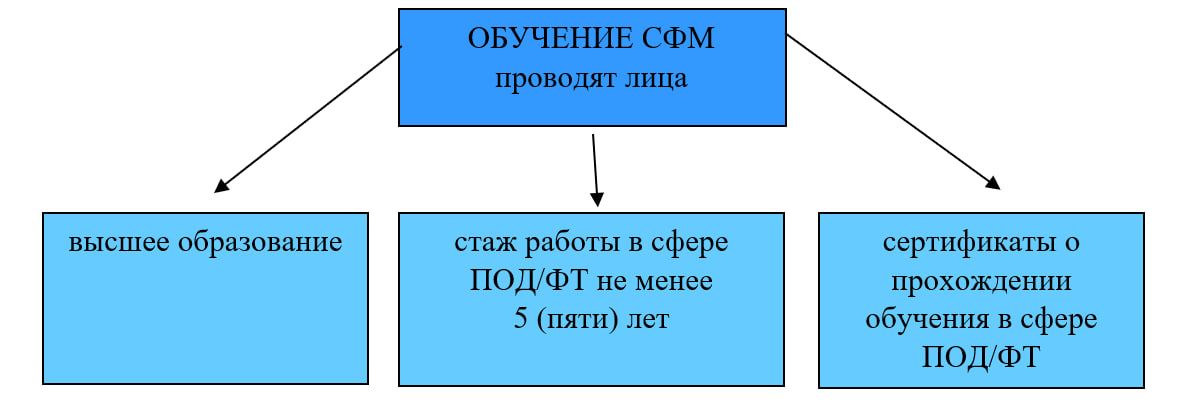 ОБУЧЕНИЕ СФМ
проводят лица
высшее образование
стаж работы в сфере
ПОД/ФТ не менее
5 (пяти) лет
сертификаты о
прохождении
обучения в сфере
ПОД/ФТ